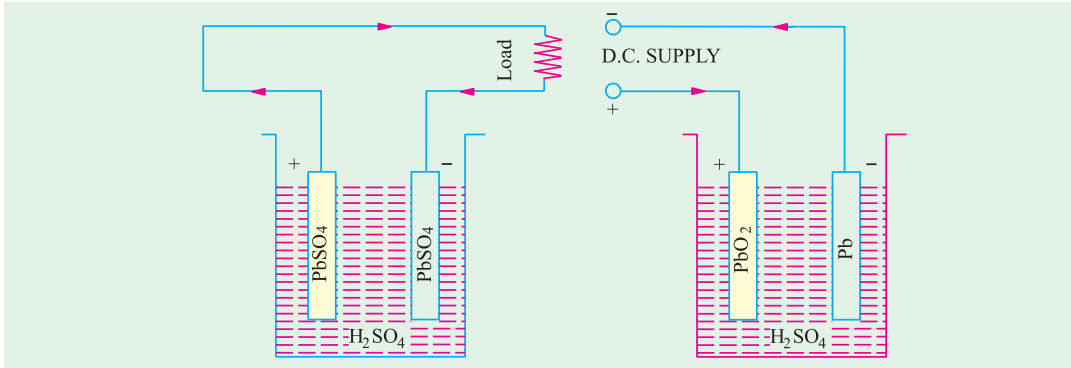 Load
+
−
PbSO₄
PbSO₄
H₂SO₄
−
D.C. SUPPLY
+
+
−
PbO₂
Pb
H₂SO₄